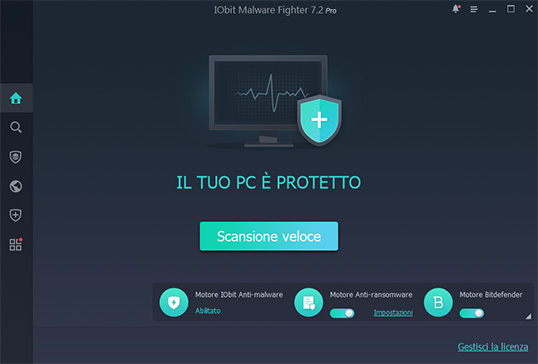 IObit Malware Fighter 7.2 Pro
IL TUO PC È PROTETTO
Scansione veloce
Motore IObit Anti-malware
Abilitato
Motore Anti-ransomware
Impostazioni
Motore Bitdefender
B
Gestisci la licenza